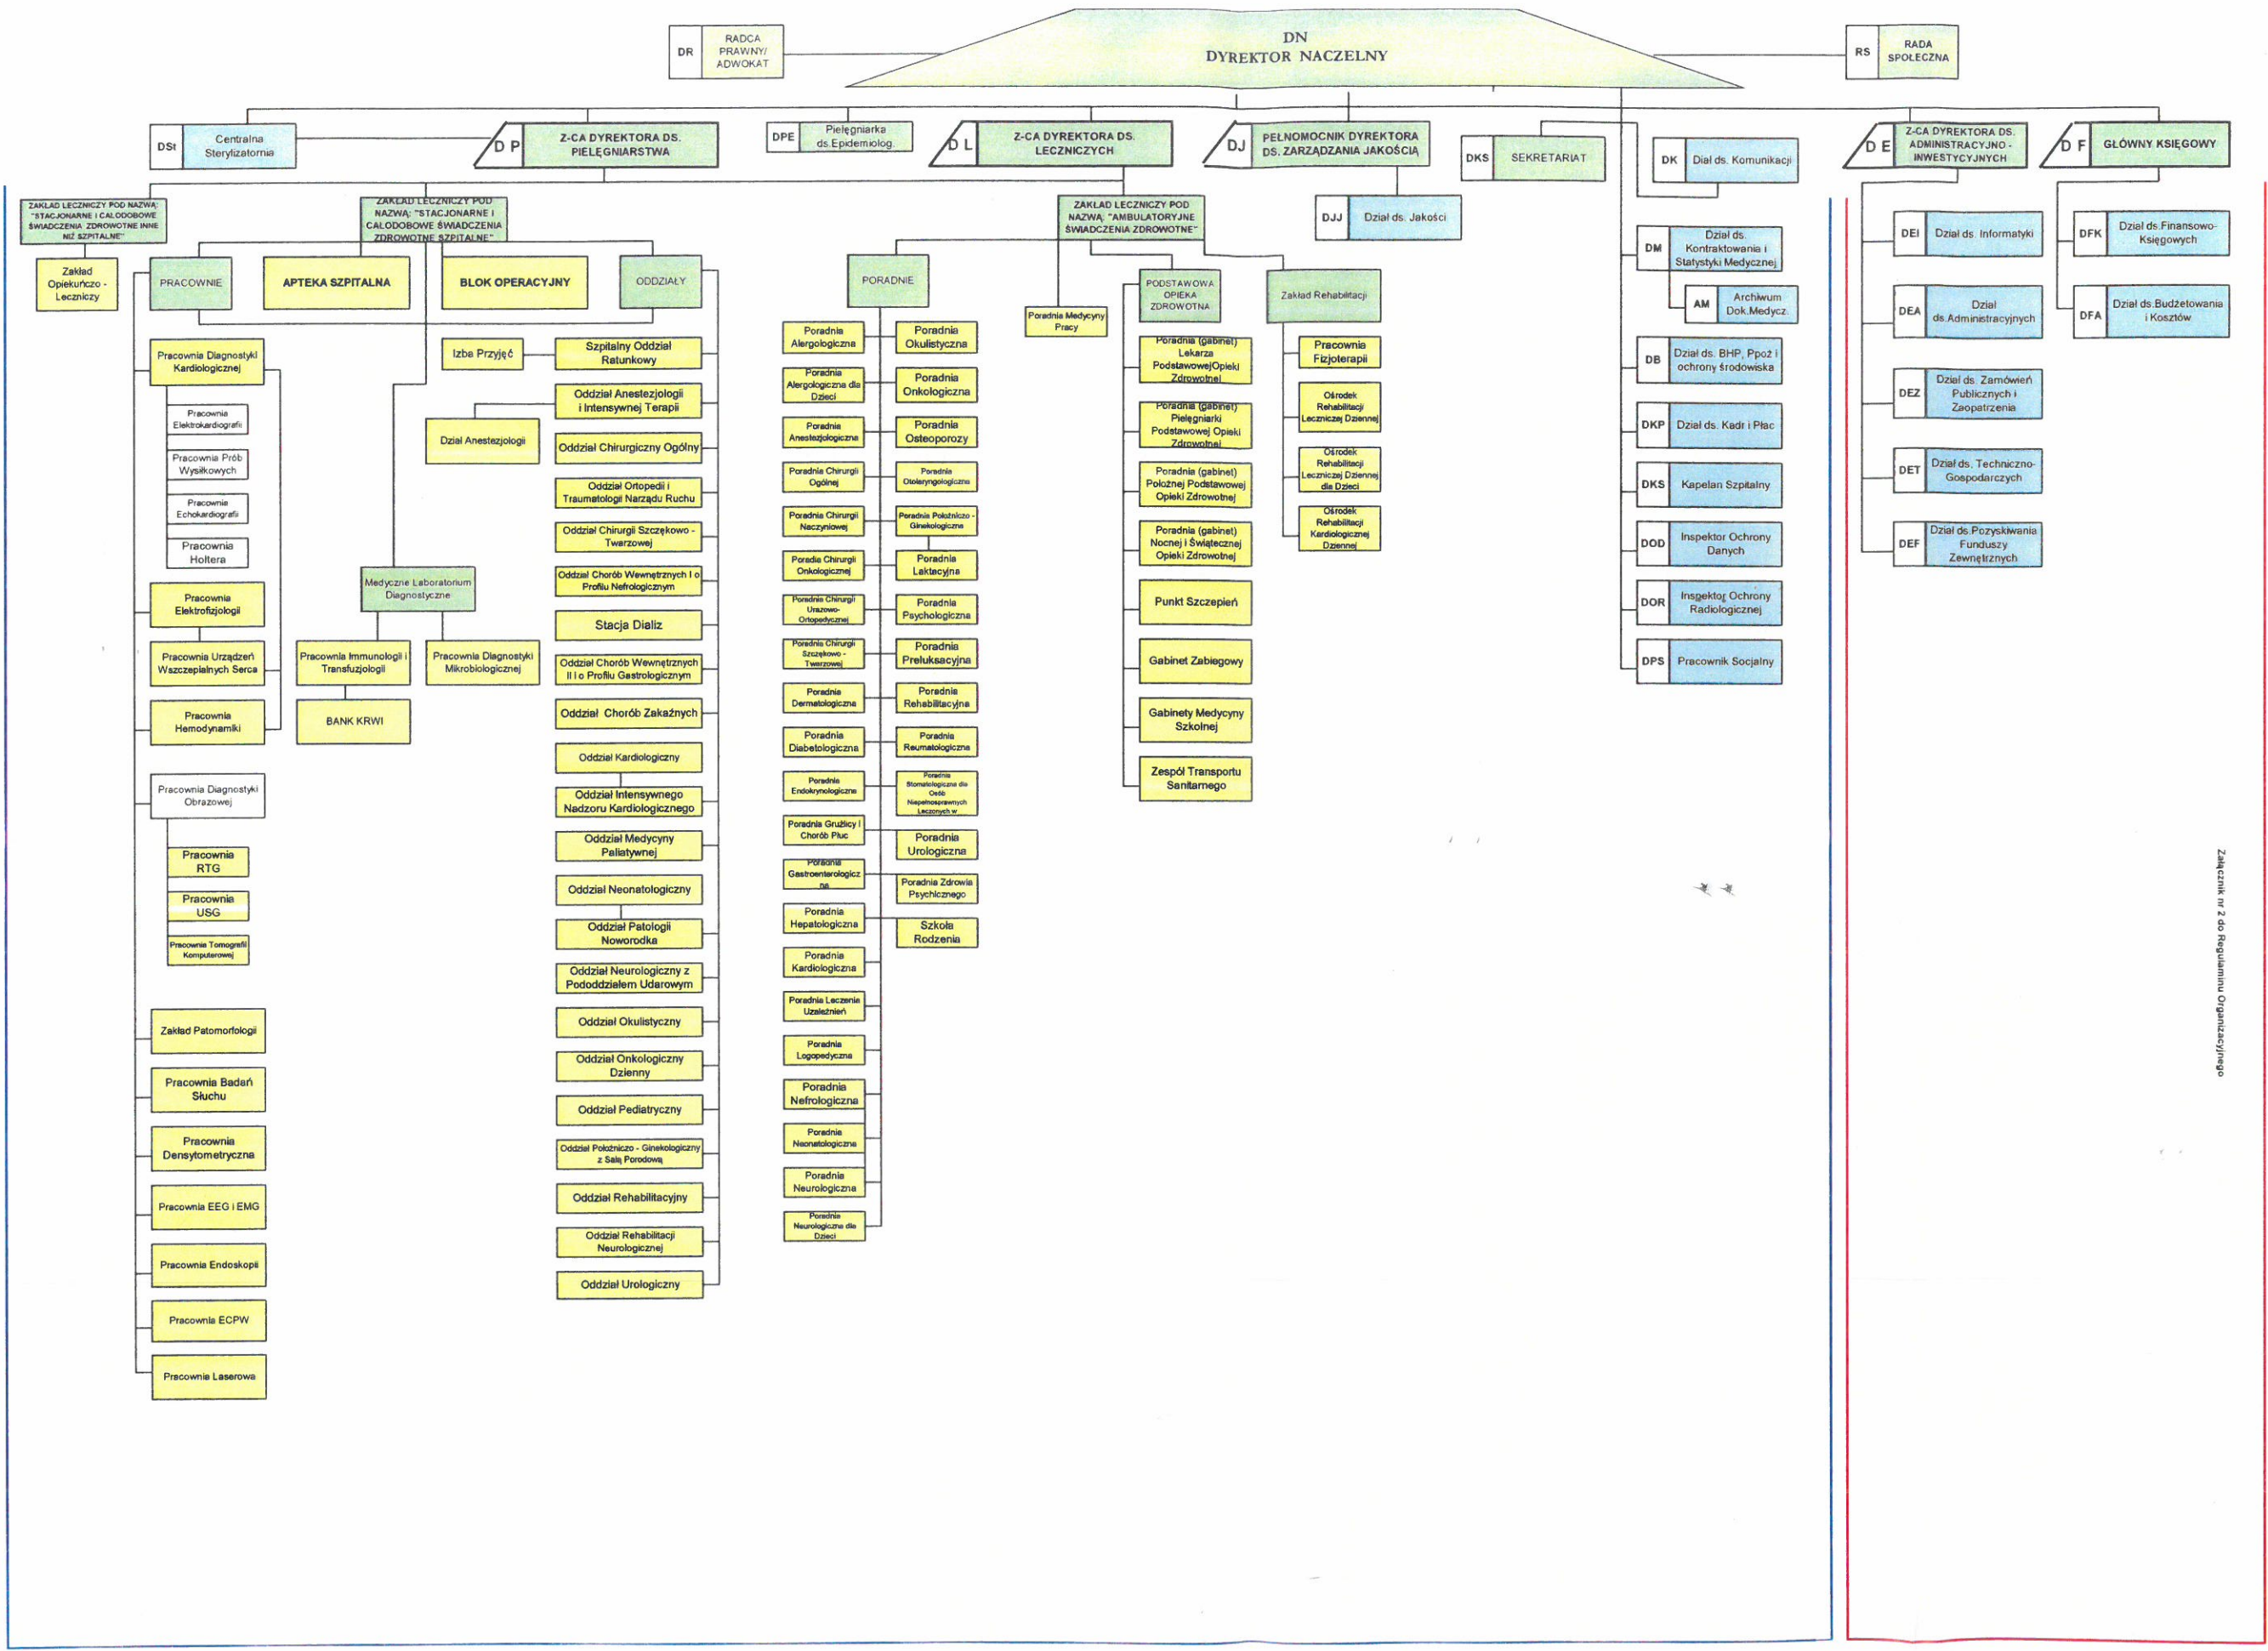 DN
DYREKTOR NACZELNY
DR
RADCA
PRAWNY/
ADWOKAT
RS
RADA
SPOŁECZNA
DSt
Centralna
Sterylizatornia
D P
Z-CA DYREKTORA DS.
PIELĘGNIARSTWA
DPE
Pielęgniarka
ds.Epidemiolog.
D L
Z-CA DYREKTORA DS.
LECZNICZYCH
DJ
PEŁNOMOCNIK DYREKTORA
DS. ZARZĄDZANIA JAKOŚCIĄ
DKS
SEKRETARIAT
DK
Dial ds. Komunikacji
D E
Z-CA DYREKTORA DS.
ADMINISTRACYJNO -
INWESTYCYJNYCH
D F
GŁÓWNY KSIĘGOWY
ZAKŁAD LECZNICZY POD NAZWĄ:
"STACJONARNE I CAŁODOBOWE
ŚWIADCZENIA ZDROWOTNE INNE
NIŻ SZPITALNE"
ZAKŁAD LECZNICZY POD
NAZWĄ: "STACJONARNE I
CAŁODOBOWE ŚWIADCZENIA
ZDROWOTNE SZPITALNE"
ZAKŁAD LECZNICZY POD
NAZWĄ: "AMBULATORYJNE
ŚWIADCZENIA ZDROWOTNE"
DJJ
Dział ds. Jakości
Zakład
Opiekuńczo -
Leczniczy
PRACOWNIE
APTEKA SZPITALNA
BLOK OPERACYJNY
ODDZIAŁY
PORADNIE
Poradnia Medycyny
Pracy
PODSTAWOWA
OPIEKA
ZDROWOTNA
Zakład Rehabilitacji
Pracownia Diagnostyki
Kardiologicznej
Pracownia
Elektrokardiografii
Pracownia Prób
Wysiłkowych
Pracownia
Echokardiografii
Pracownia
Holtera
Pracownia
Elektrofizjologii
Pracownia Urządzeń
Wszczepialnych Serca
Pracownia
Hemodynamiki
Pracownia Diagnostyki
Obrazowej
Pracownia
RTG
Pracownia
USG
Pracownia Tomografii
Komputerowej
Zakład Patomorfologii
Pracownia Badań
Słuchu
Pracownia
Densytometryczna
Pracownia EEG i EMG
Pracownia Endoskopii
Pracownia ECPW
Pracownia Laserowa
Medyczne Laboratorium
Diagnostyczne
Pracownia Immunologii i
Transfuzjologii
Pracownia Diagnostyki
Mikrobiologicznej
BANK KRWI
Izba Przyjęć
Szpitalny Oddział
Ratunkowy
Oddział Anestezjologii
i Intensywnej Terapii
Dział Anestezjologii
Oddział Chirurgiczny Ogólny
Oddział Ortopedii i
Traumatologii Narządu Ruchu
Oddział Chirurgii Szczękowo -
Twarzowej
Oddział Chorób Wewnętrznych I o
Profilu Nefrologicznym
Stacja Dializ
Oddział Chorób Wewnętrznych
II I o Profilu Gastrologicznym
Oddział Chorób Zakaźnych
Oddział Kardiologiczny
Oddział Intensywnego
Nadzoru Kardiologicznego
Oddział Medycyny
Paliatywnej
Oddział Neonatologiczny
Oddział Patologii
Noworodka
Oddział Neurologiczny z
Pododdziałem Udarowym
Oddział Okulistyczny
Oddział Onkologiczny
Dzienny
Oddział Pediatryczny
Oddział Położniczo - Ginekologiczny
z Salą Porodową
Oddział Rehabilitacyjny
Oddział Rehabilitacji
Neurologicznej
Oddział Urologiczny
Poradnia
Alergologiczna
Poradnia
Alergologiczna dla
Dzieci
Poradnia
Anestezjologiczna
Poradnia Chirurgii
Ogólnej
Poradnia Chirurgii
Naczyniowej
Poradia Chirurgii
Onkologicznej
Poradnia Chirurgii
Urazowo-
Ortopedycznej
Poradnia Chirurgii
Szczękowo -
Twarzowej
Poradnia
Dermatologiczna
Poradnia
Diabetologiczna
Poradnia
Endokrynologiczna
Poradnia Gruźlicy i
Chorób Płuc
Poradnia
Gastroenterologicz
na
Poradnia
Hepatologiczna
Poradnia
Kardiologiczna
Poradnia Leczenia
Uzależnień
Poradnia
Logopedyczna
Poradnia
Nefrologiczna
Poradnia
Neonatologiczna
Poradnia
Neurologiczna
Poradnia
Neurologiczna dla
Dzieci
Poradnia
Okulistyczna
Poradnia
Onkologiczna
Poradnia
Osteoporozy
Poradnia
Otolaryngologiczna
Poradnia Położniczo -
Ginekologiczna
Poradnia
Laktacyjna
Poradnia
Psychologiczna
Poradnia
Preluksacyjna
Poradnia
Rehabilitacyjna
Poradnia
Reumatologiczna
Poradnia
Stomatologiczna dla
Osób
Niepełnosprawnych
Leczonych w
Poradnia
Urologiczna
Poradnia Zdrowia
Psychicznego
Szkoła
Rodzenia
Poradnia (gabinet)
Lekarza
PodstawowejOpieki
Zdrowotnej
Poradnia (gabinet)
Pielęgniarki
Podstawowej Opieki
Zdrowotnej
Poradnia (gabinet)
Położnej Podstawowej
Opieki Zdrowotnej
Poradnia (gabinet)
Nocnej i Świątecznej
Opieki Zdrowotnej
Punkt Szczepień
Gabinet Zabiegowy
Gabinety Medycyny
Szkolnej
Zespół Transportu
Sanitarnego
Pracownia
Fizjoterapii
Ośrodek
Rehabilitacji
Leczniczej Dziennej
Ośrodek
Rehabilitacji
Leczniczej Dziennej
dla Dzieci
Ośrodek
Rehabilitacji
Kardiologicznej
Dziennej
DM
Dział ds.
Kontraktowania i
Statystyki Medycznej
AM
Archiwum
Dok.Medycz.
DB
Dział ds. BHP, Ppoż i
ochrony środowiska
DKP
Dział ds. Kadr i Płac
DKS
Kapelan Szpitalny
DOD
Inspektor Ochrony
Danych
DOR
Inspektor Ochrony
Radiologicznej
DPS
Pracownik Socjalny
DEI
Dział ds. Informatyki
DEA
Dział
ds.Administracyjnych
DEZ
Dział ds. Zamówień
Publicznych i
Zaopatrzenia
DET
Dział ds. Techniczno-
Gospodarczych
DEF
Dział ds.Pozyskiwania
Funduszy
Zewnętrznych
DFK
Dział ds.Finansowo-
Księgowych
DFA
Dział ds.Budżetowania
i Kosztów
Załącznik nr 2 do Regulaminu Organizacyjnego